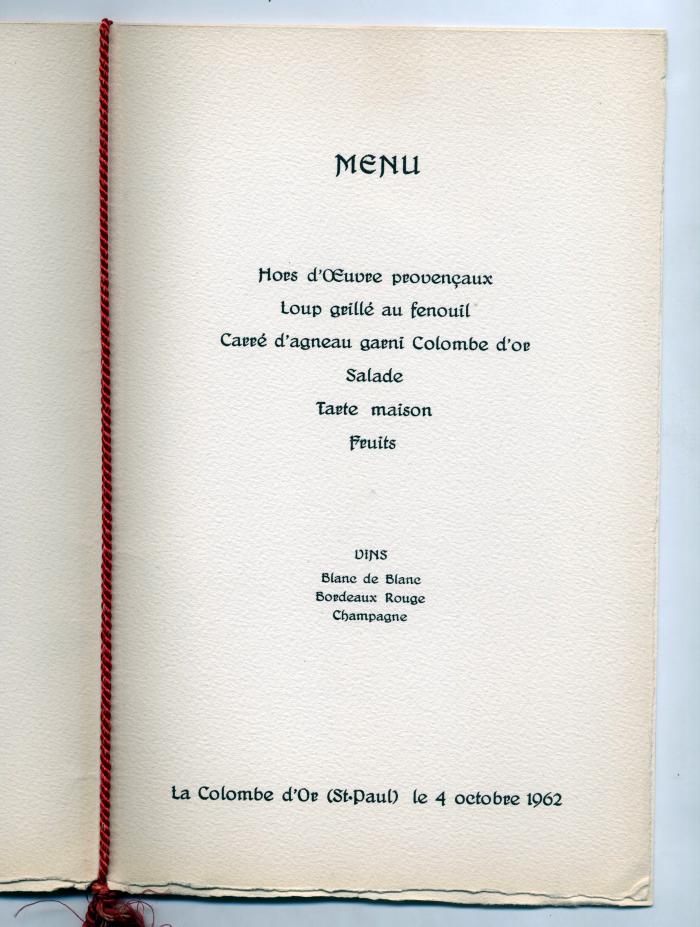 MENU
Hors d'Œuvre provençaux
Loup grillé au fenouil
Carré d'agneau garni Colombe d'or
Salade
Tarte maison
Fruits
VINS
Blanc de Blanc
Bordeaux Rouge
Champagne
La Colombe d'Or (St-Paul) le 4 octobre 1962